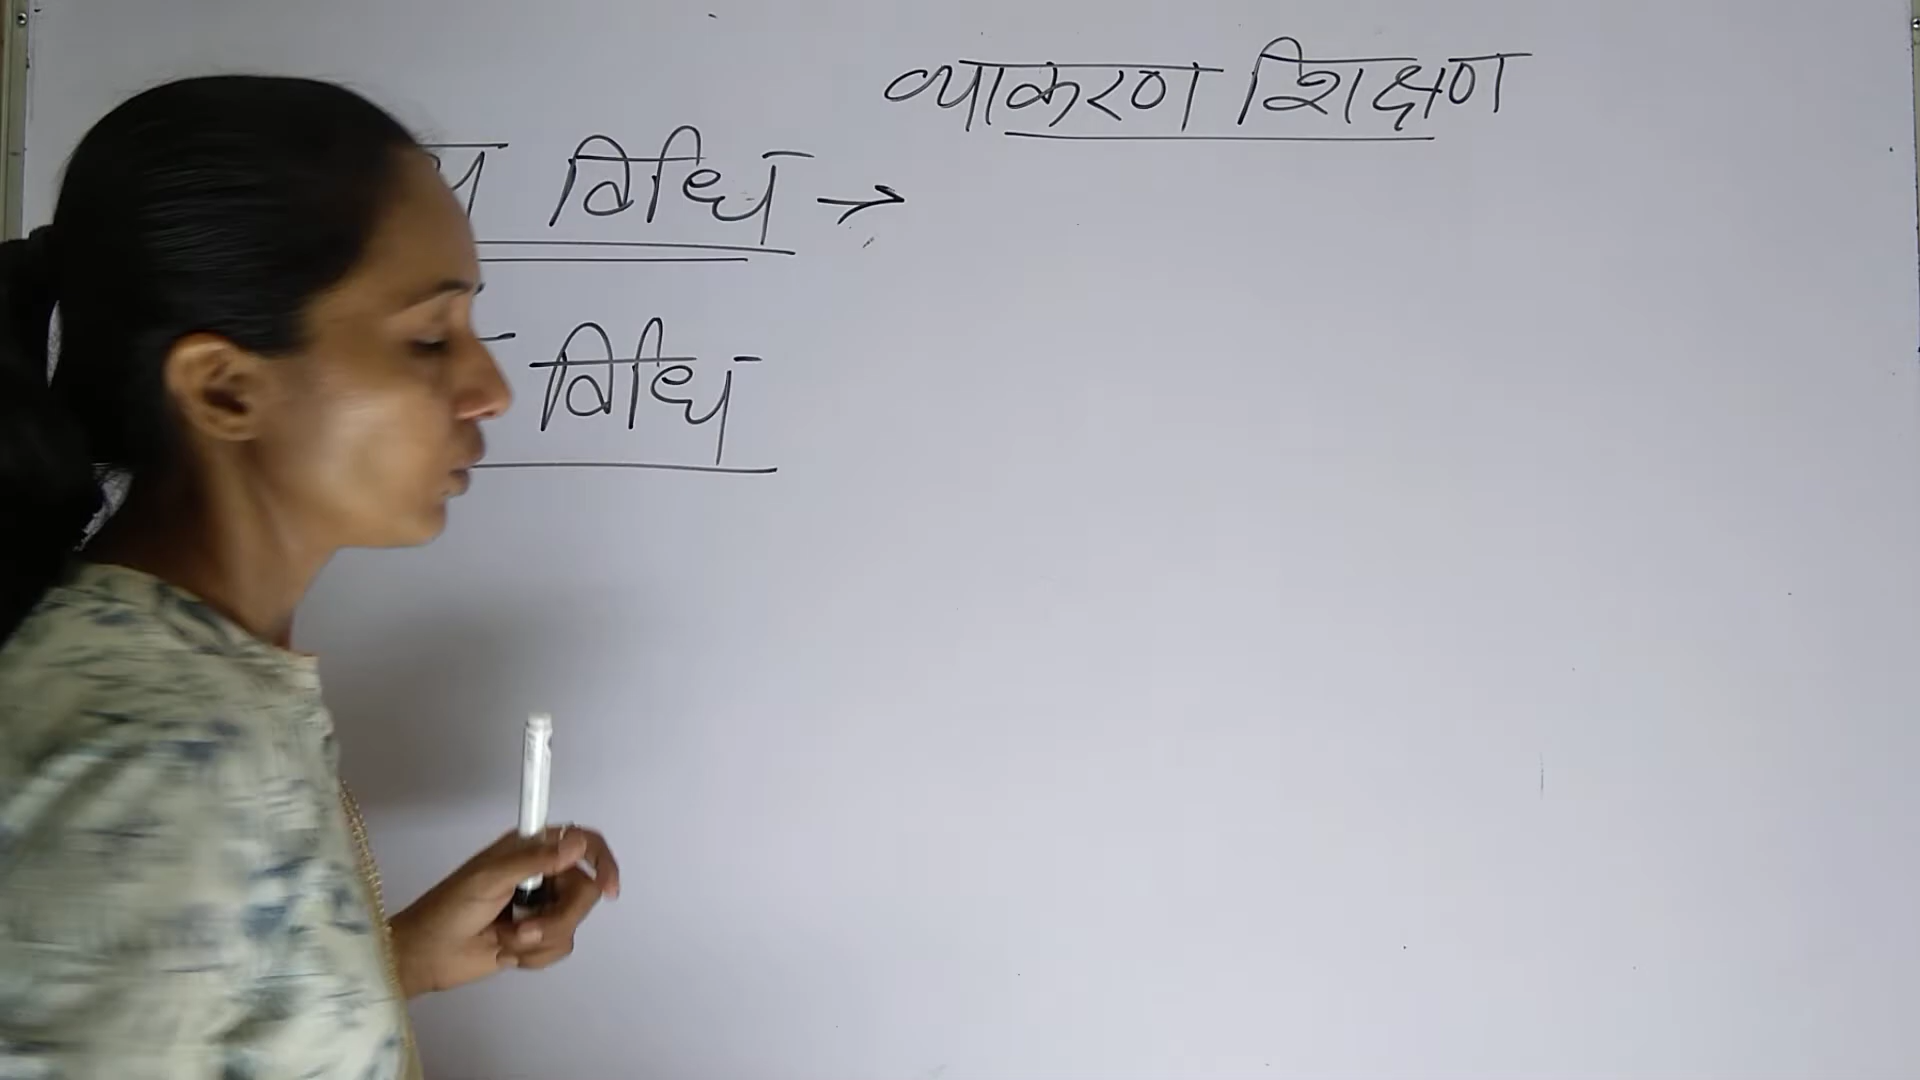 व्याकरण शिक्षण
विधि →
विधि